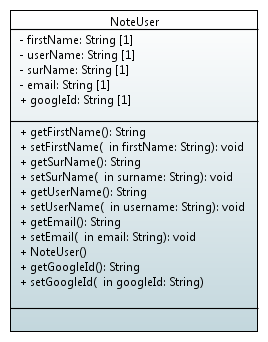 NoteUser
- firstName: String [1]
- userName: String [1]
- surName: String [1]
- email: String [1]
+ googleId: String [1]
+ getFirstName(): String
+ setFirstName(  in firstName: String): void
+ getSurName(): String
+ setSurName(  in surname: String): void
+ getUserName(): String
+ setUserName(  in username: String): void
+ getEmail(): String
+ setEmail(  in email: String): void
+ NoteUser()
+ getGoogleId(): String
+ setGoogleId(  in googleId: String)